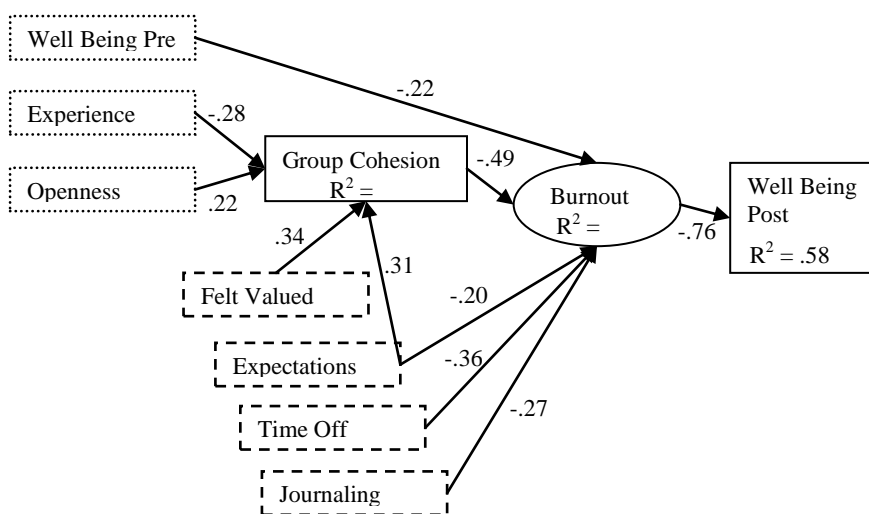 Well Being Pre
-.22
Experience
-.28
Group Cohesion
R² =
-.49
Openness
.22
Burnout
R² =
-.76
Well Being
Post
R² = .58
.34
.31
Felt Valued
-.20
Expectations
-.36
-.27
Time Off
Journaling